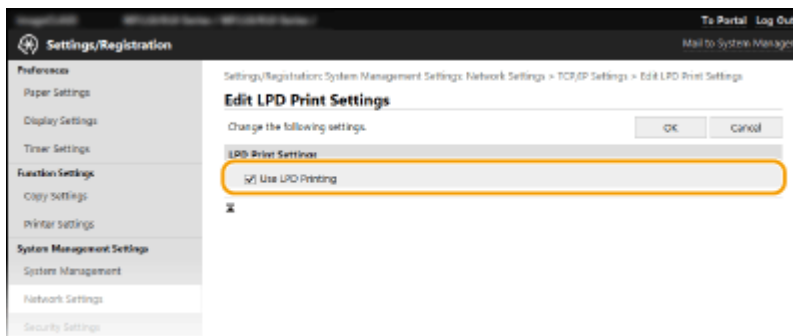 To Portal Log Out
Settings/Registration
Mail to System Manager
Preferences
Paper Settings
Display Settings
Timer Settings
Function Settings
Copy Settings
Printer Settings
System Management Settings
System Management
Network Settings
Security Settings
Settings/Registration: System Management Settings: Network Settings > TCP/IP Settings > Edit LPD Print Settings
Edit LPD Print Settings
Change the following settings.
OK
Cancel
LPD Print Settings
Use LPD Printing